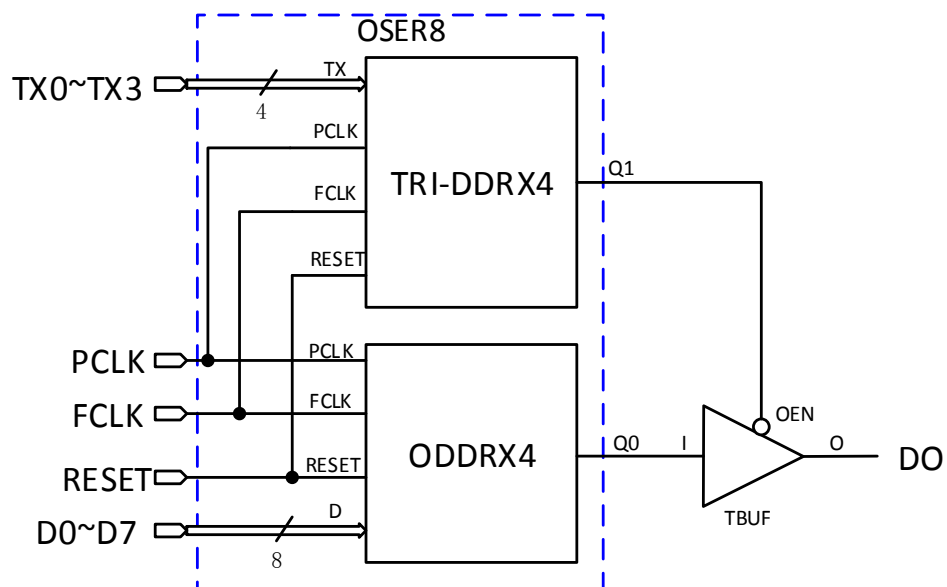 OSER8
TX0~TX3
TX
4
PCLK
FCLK
RESET
TRI-DDRX4
Q1
PCLK
FCLK
RESET
D0~D7
PCLK
FCLK
RESET
D
8
ODDRX4
Q0
I
OEN
O
DO
TBUF